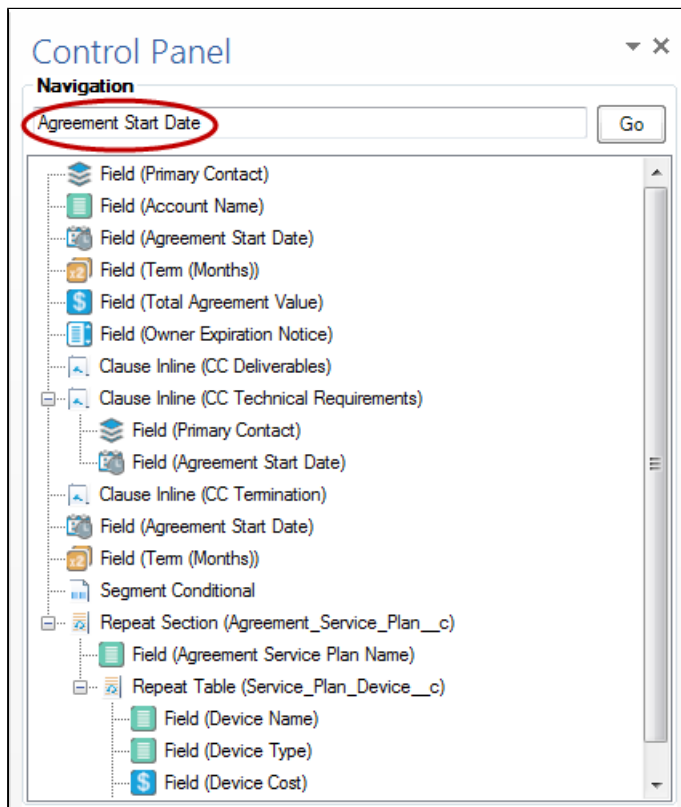 Control Panel
Navigation
Agreement Start Date
Go
Field (Primary Contact)
Field (Account Name)
Field (Agreement Start Date)
x2 Field (Term (Months))
$ Field (Total Agreement Value)
Field (Owner Expiration Notice)
Clause Inline (CC Deliverables)
Clause Inline (CC Technical Requirements)
Field (Primary Contact)
Field (Agreement Start Date)
Clause Inline (CC Termination)
Field (Agreement Start Date)
x2 Field (Term (Months))
Segment Conditional
Repeat Section (Agreement_Service_Plan__c)
Field (Agreement Service Plan Name)
Repeat Table (Service_Plan_Device__c)
Field (Device Name)
Field (Device Type)
$ Field (Device Cost)